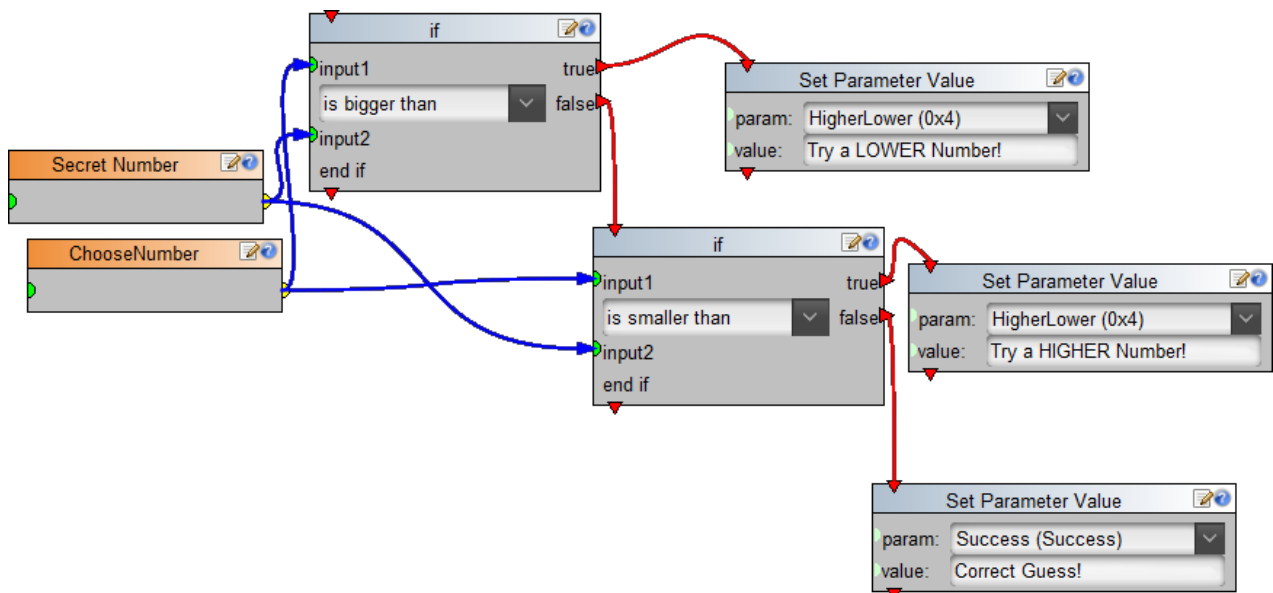 if
input1 true
is bigger than false
input2
end if
Set Parameter Value
param: HigherLower (0x4)
value: Try a LOWER Number!
Secret Number
ChooseNumber
if
input1 true
is smaller than false
input2
end if
Set Parameter Value
param: HigherLower (0x4)
value: Try a HIGHER Number!
Set Parameter Value
param: Success (Success)
value: Correct Guess!